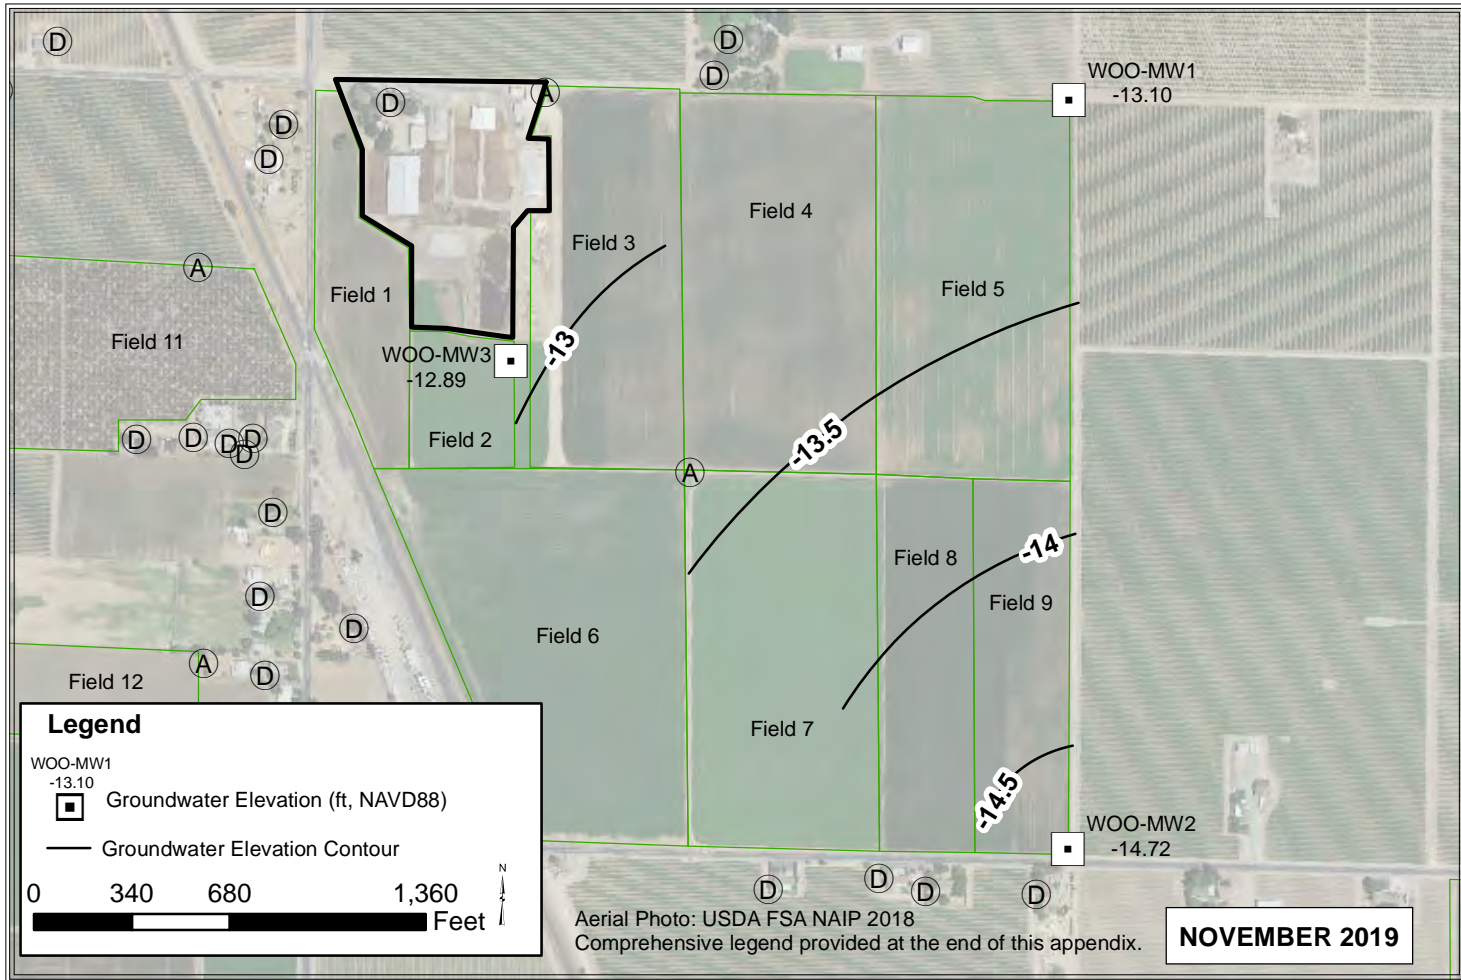 D
D
D
WOO-MW1
-13.10
A
D
D
D
Field 4
Field 3
A
Field 5
Field 1
Field 11
-13
WOO-MW3
-12.89
D
D
D
D
D
Field 2
-13.5
A
D
-14
Field 8
D
Field 9
D
Field 6
A
D
Field 12
Field 7
-14.5
WOO-MW2
-14.72
D
D
D
D
Legend
WOO-MW1
-13.10
Groundwater Elevation (ft, NAVD88)
Groundwater Elevation Contour
N
0 340 680 1,360
Feet
Aerial Photo: USDA FSA NAIP 2018
Comprehensive legend provided at the end of this appendix.
NOVEMBER 2019